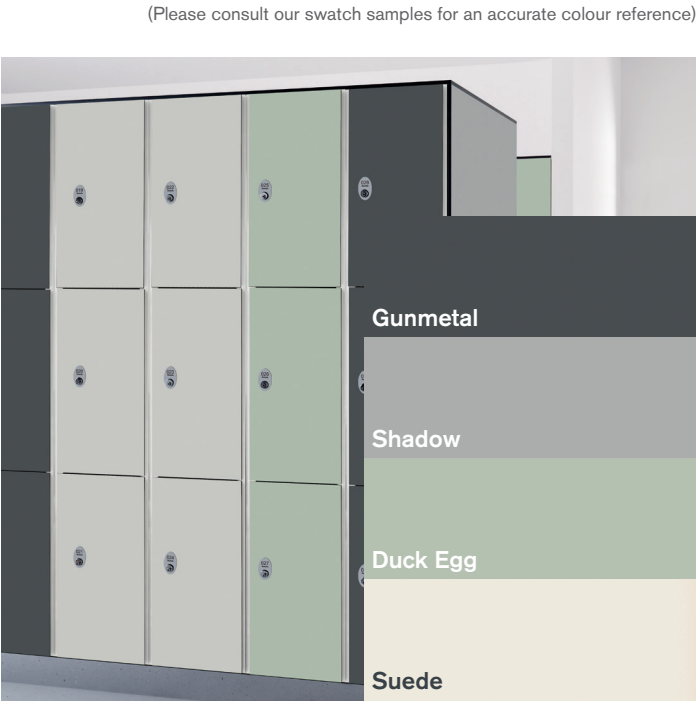 (Please consult our swatch samples for an accurate colour reference)
Gunmetal
Shadow
Duck Egg
Suede